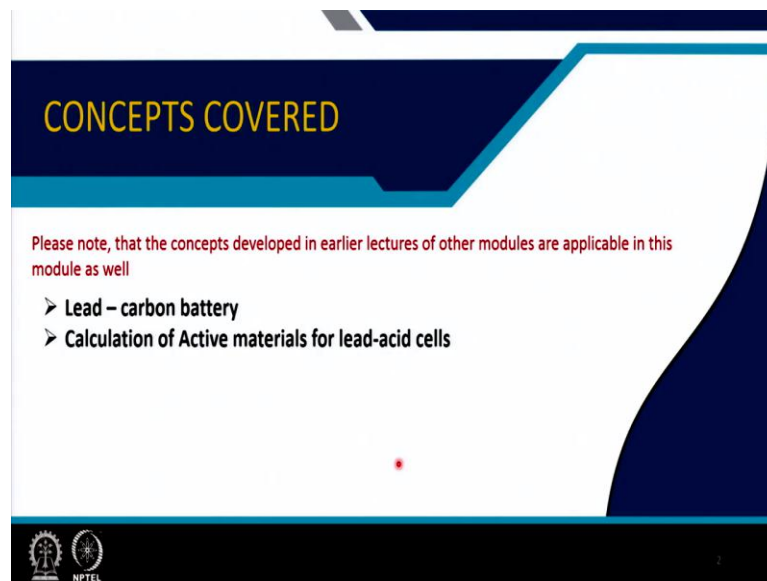 CONCEPTS COVERED
Please note, that the concepts developed in earlier lectures of other modules are applicable in this
module as well
➢ Lead – carbon battery
➢ Calculation of Active materials for lead-acid cells
NPTEL
2